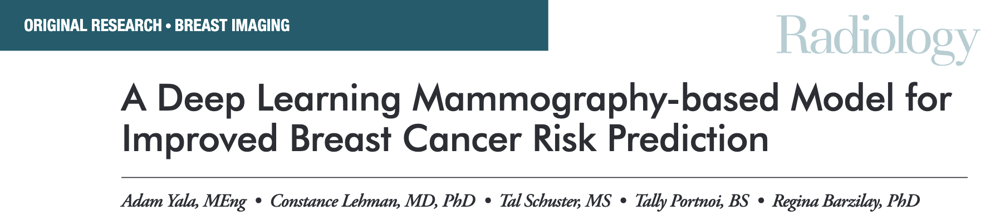 ORIGINAL RESEARCH • BREAST IMAGING
Radiology
A Deep Learning Mammography-based Model for
Improved Breast Cancer Risk Prediction
Adam Yala, MEng • Constance Lehman, MD, PhD • Tal Schuster, MS • Tally Portnoi, BS • Regina Barzilay, PhD